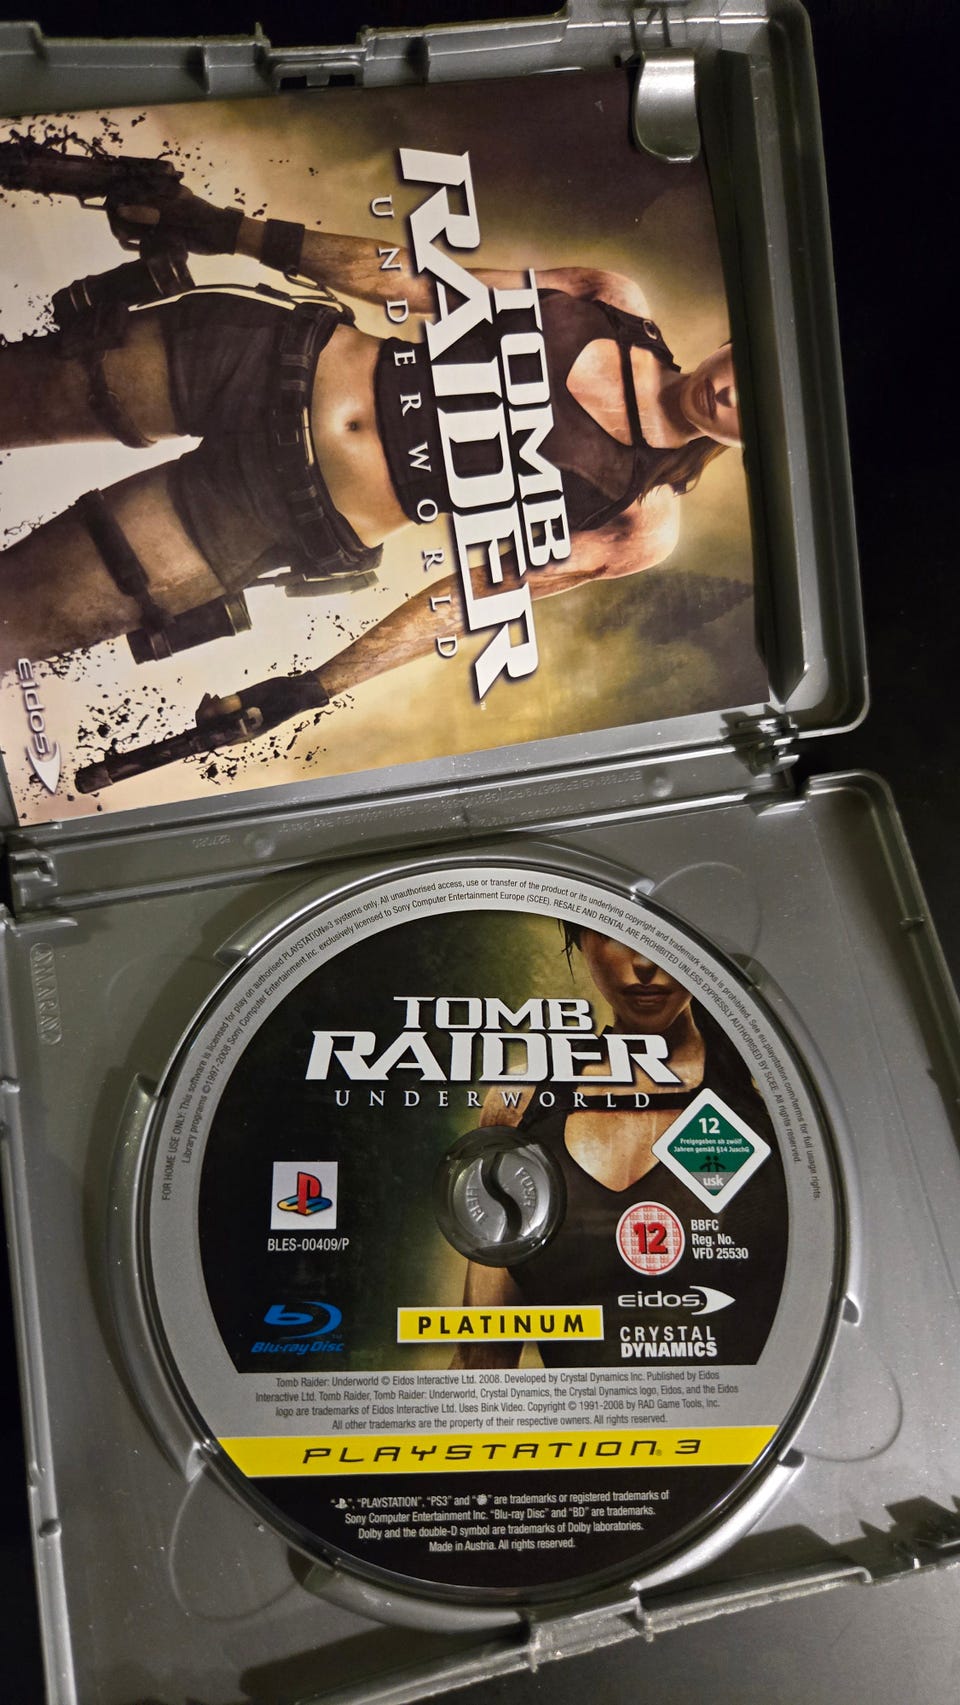 TOMB
RAIDER
UNDERWORLD
eidos
AMARAY
FOR HOME USE ONLY: This software is licensed for play on authorised PLAYSTATION®3 systems only. All unauthorised access, use or transfer of the product or its underlying copyright and trademark works is prohibited. See eu.playstation.com/terms for full usage rights.
Library programs ©1997-2008 Sony Computer Entertainment Inc. exclusively licensed to Sony Computer Entertainment Europe (SCEE). RESALE AND RENTAL ARE PROHIBITED UNLESS EXPRESSLY AUTHORISED BY SCEE. All rights reserved.
TOMB
RAIDER
UNDERWORLD
12
Freigegeben ab zwölf
Jahren gemäß §14 JuSchG
usk
PUSH
BLES-00409/P
12
BBFC
Reg. No.
VFD 25530
Blu-ray Disc
PLATINUM
eidos
CRYSTAL
DYNAMICS
Tomb Raider: Underworld © Eidos Interactive Ltd. 2008. Developed by Crystal Dynamics Inc. Published by Eidos
Interactive Ltd. Tomb Raider, Tomb Raider: Underworld, Crystal Dynamics, the Crystal Dynamics logo, Eidos, and the Eidos
logo are trademarks of Eidos Interactive Ltd. Uses Bink Video. Copyright © 1991-2008 by RAD Game Tools, Inc.
All other trademarks are the property of their respective owners. All rights reserved.
PLAYSTATION®3
"", "PLAYSTATION", "PS3" and "" are trademarks or registered trademarks of
Sony Computer Entertainment Inc. "Blu-ray Disc" and "BD" are trademarks.
Dolby and the double-D symbol are trademarks of Dolby laboratories.
Made in Austria. All rights reserved.